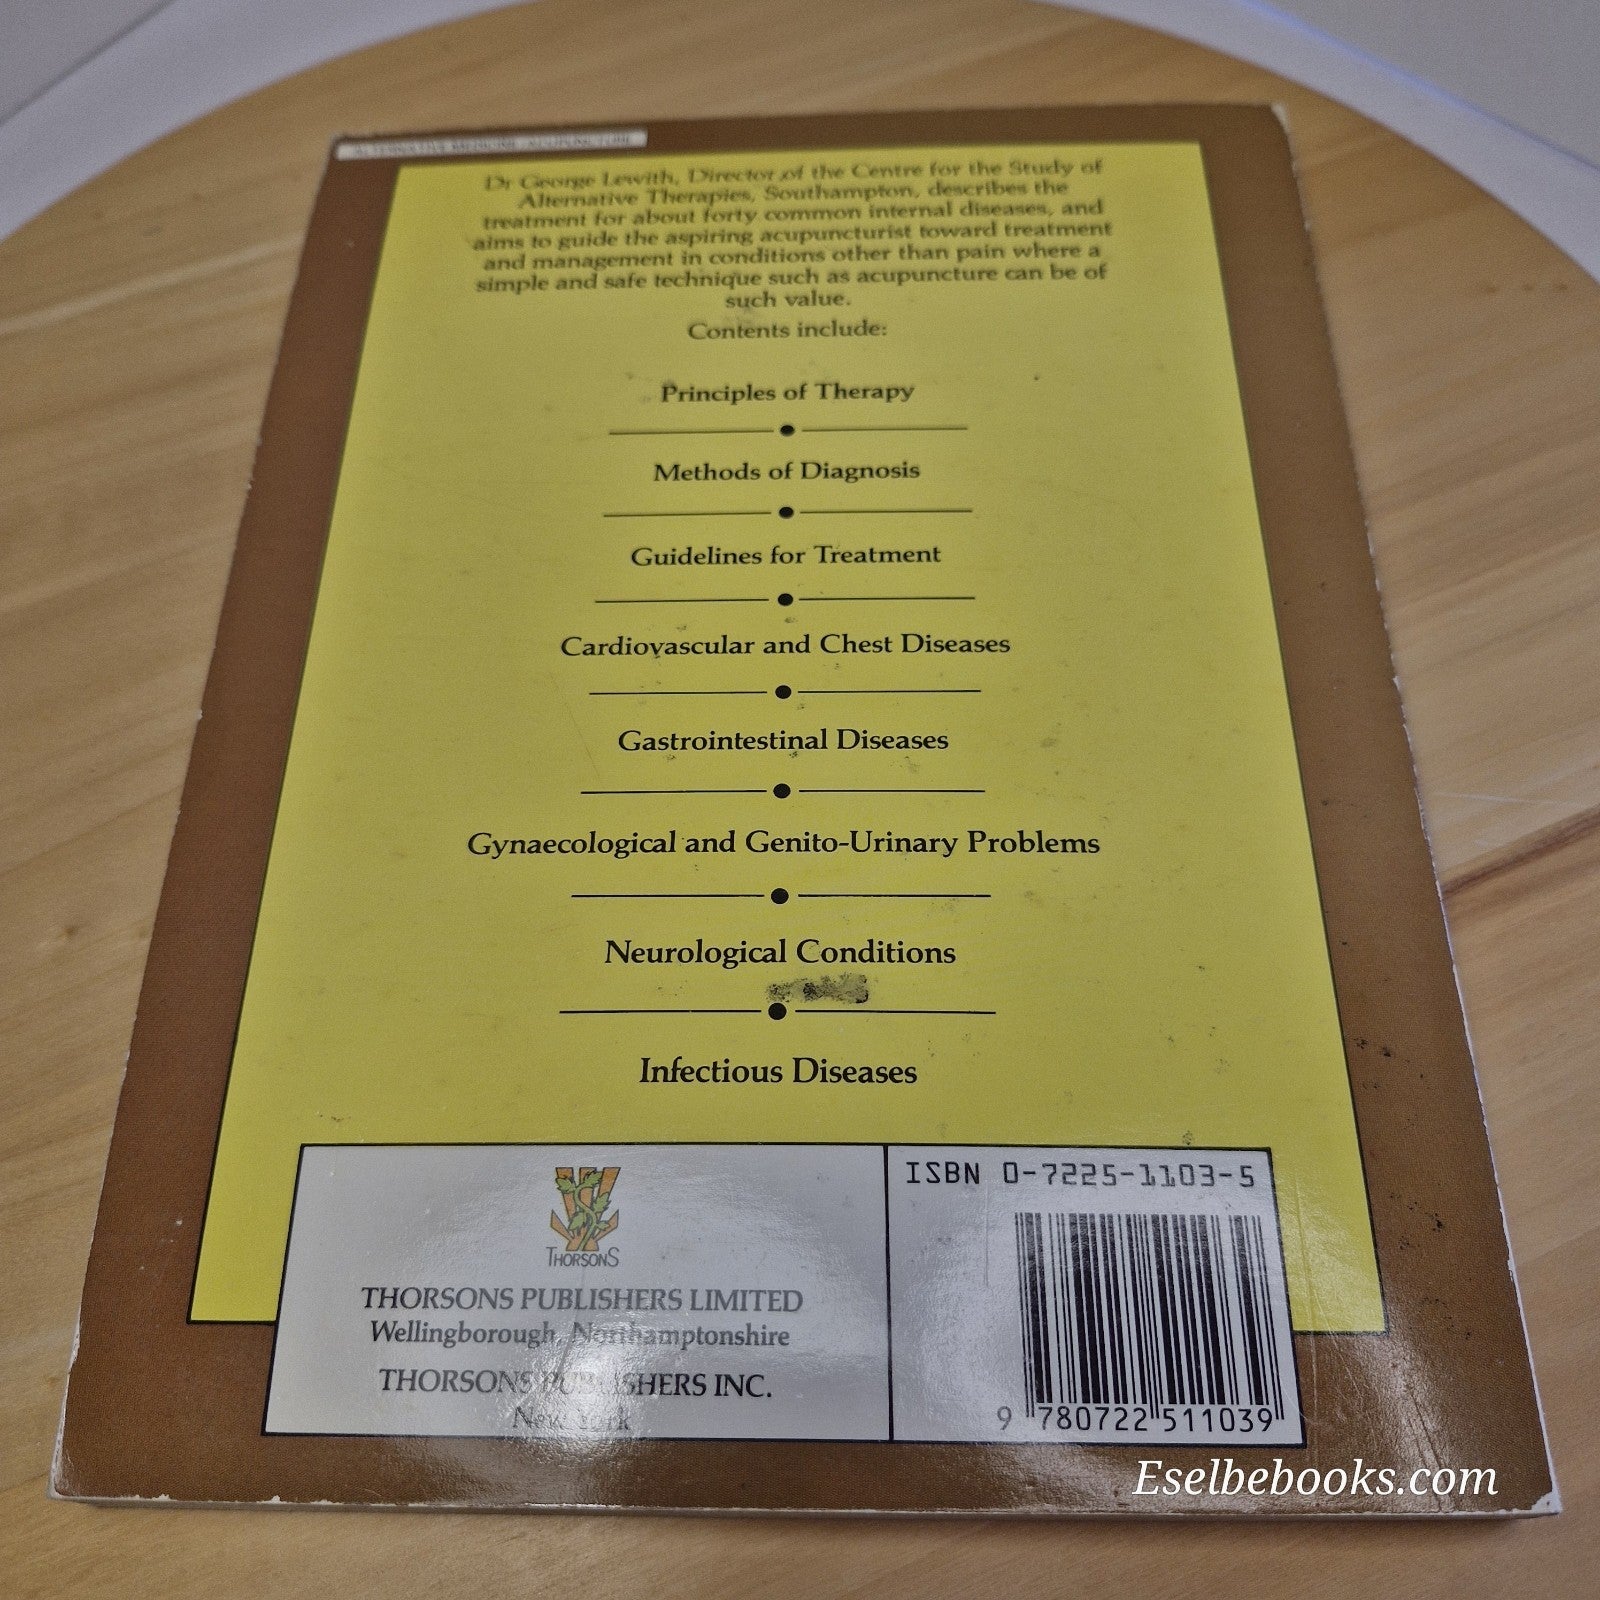 ALTERNATIVE MEDICINE/ACUPUNCTURE
Dr George Lewith, Director of the Centre for the Study of
Alternative Therapies, Southampton, describes the
treatment for about forty common internal diseases, and
aims to guide the aspiring acupuncturist toward treatment
and management in conditions other than pain where a
simple and safe technique such as acupuncture can be of
such value.
Contents include:
Principles of Therapy
Methods of Diagnosis
Guidelines for Treatment
Cardiovascular and Chest Diseases
Gastrointestinal Diseases
Gynaecological and Genito-Urinary Problems
Neurological Conditions
Infectious Diseases
THORSONS
THORSONS PUBLISHERS LIMITED
Wellingborough, Northamptonshire
THORSONS PUBLISHERS INC.
New York
ISBN 0-7225-1103-5
9 780722 511039
Eselbebooks.com